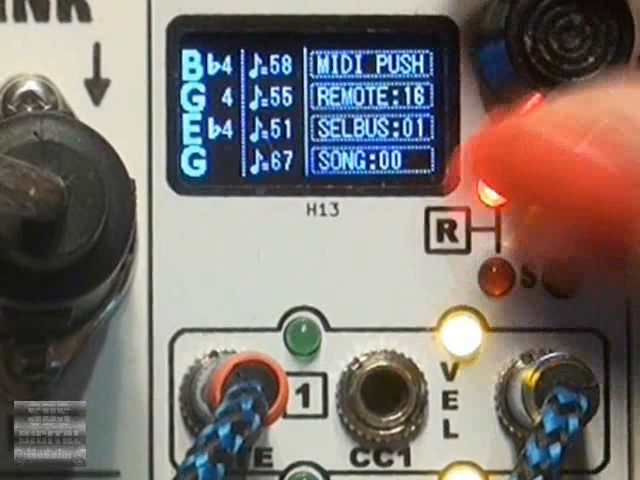 B♭4 ♪=58 MIDI PUSH
G 4 ♪=55 REMOTE:16
E♭4 ♪=51 SELBUS:01
G ♪=67 SONG:00
H13
R
1
VEL
CC1
DIGITAL